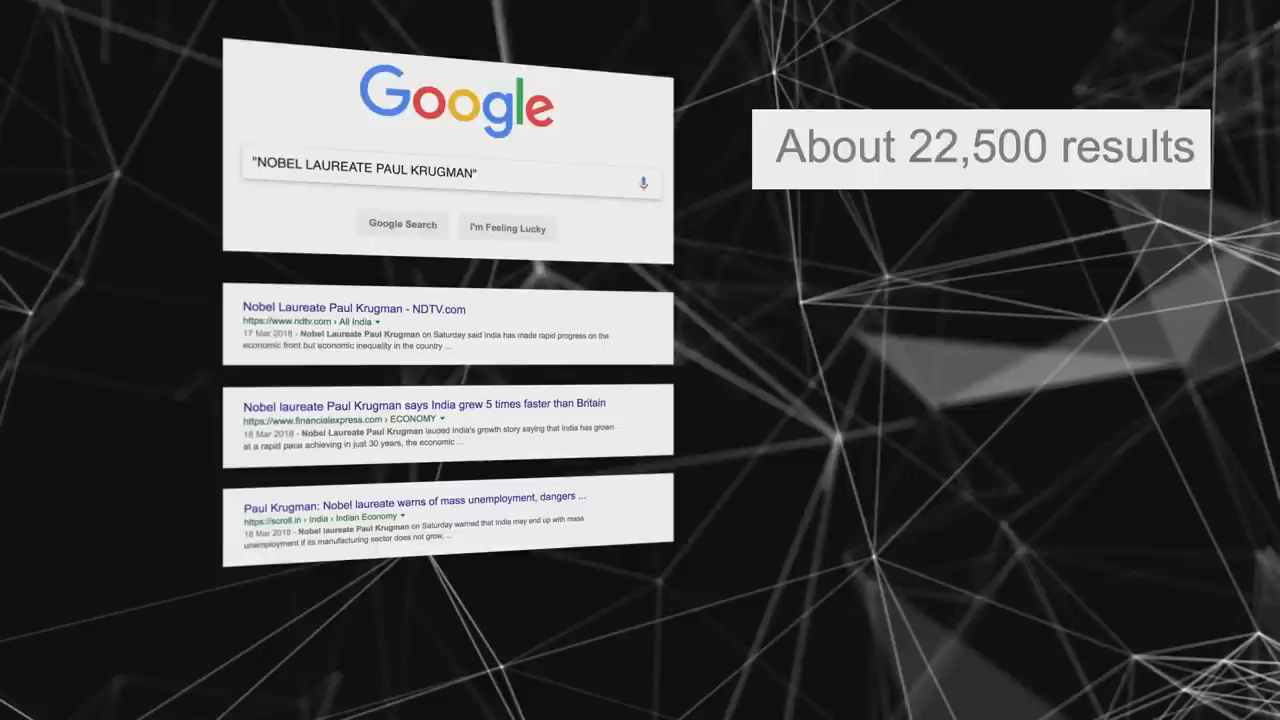 Google
"NOBEL LAUREATE PAUL KRUGMAN"
Google Search
I'm Feeling Lucky
About 22,500 results
Nobel Laureate Paul Krugman - NDTV.com
https://www.ndtv.com › All India
17 Mar 2018 - Nobel Laureate Paul Krugman on Saturday said India has made rapid progress on the
economic front but economic inequality in the country ...
Nobel laureate Paul Krugman says India grew 5 times faster than Britain
https://www.financialexpress.com › ECONOMY
18 Mar 2018 - Nobel Laureate Paul Krugman lauded India's growth story saying that India has grown
at a rapid pace achieving in just 30 years, the economic ...
Paul Krugman: Nobel laureate warns of mass unemployment, dangers ...
https://scroll.in › India › Indian Economy
18 Mar 2018 - Nobel laureate Paul Krugman on Saturday warned that India may end up with mass
unemployment if its manufacturing sector does not grow, ...